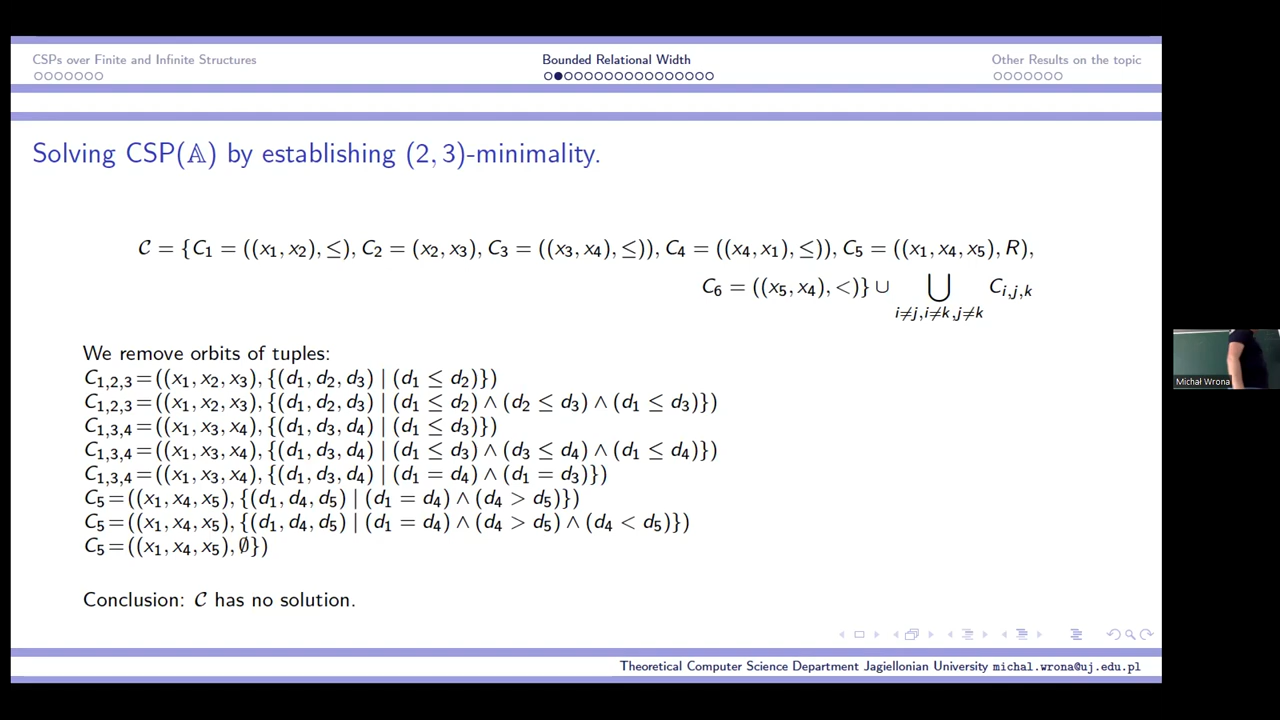 CSPs over Finite and Infinite Structures
Bounded Relational Width
Other Results on the topic
Solving CSP(𝔸) by establishing (2, 3)-minimality.
𝒞 = {C₁ = ((x₁, x₂), ≤), C₂ = (x₂, x₃), C₃ = ((x₃, x₄), ≤)), C₄ = ((x₄, x₁), ≤)), C₅ = ((x₁, x₄, x₅), R),
C₆ = ((x₅, x₄), <)} ∪ ⋃ C_{i,j,k}
i≠j,i≠k,j≠k
We remove orbits of tuples:
C₁,₂,₃=((x₁, x₂, x₃), {(d₁, d₂, d₃) | (d₁ ≤ d₂)})
C₁,₂,₃=((x₁, x₂, x₃), {(d₁, d₂, d₃) | (d₁ ≤ d₂) ∧ (d₂ ≤ d₃) ∧ (d₁ ≤ d₃)})
C₁,₃,₄=((x₁, x₃, x₄), {(d₁, d₃, d₄) | (d₁ ≤ d₃)})
C₁,₃,₄=((x₁, x₃, x₄), {(d₁, d₃, d₄) | (d₁ ≤ d₃) ∧ (d₃ ≤ d₄) ∧ (d₁ ≤ d₄)})
C₁,₃,₄=((x₁, x₃, x₄), {(d₁, d₃, d₄) | (d₁ = d₄) ∧ (d₁ = d₃)})
C₅=((x₁, x₄, x₅), {(d₁, d₄, d₅) | (d₁ = d₄) ∧ (d₄ > d₅)})
C₅=((x₁, x₄, x₅), {(d₁, d₄, d₅) | (d₁ = d₄) ∧ (d₄ > d₅) ∧ (d₄ < d₅)})
C₅=((x₁, x₄, x₅), ∅})
Conclusion: 𝒞 has no solution.
Theoretical Computer Science Department Jagiellonian University michal.wrona@uj.edu.pl
Michał Wrona